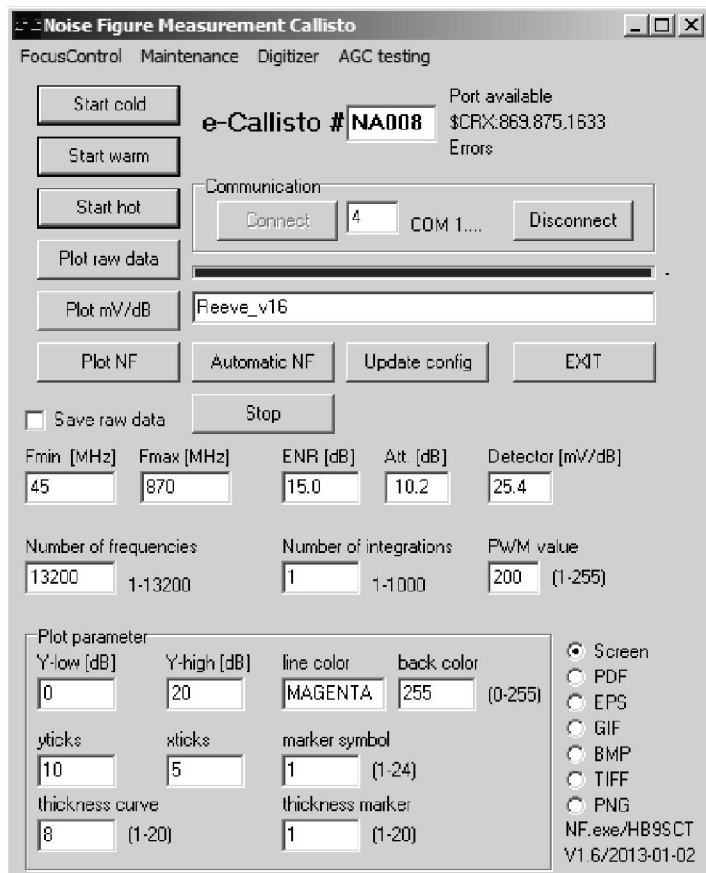 Noise Figure Measurement Callisto
FocusControl Maintenance Digitizer AGC testing
Start cold
Start warm
Start hot
Plot raw data
Plot mV/dB
Plot NF
e-Callisto # NA008
Port available
$CRX:869.875,1633
Errors
Communication
Connect 4 COM 1.... Disconnect
Reeve_v16
Automatic NF Update config EXIT
Save raw data Stop
Fmin [MHz] Fmax [MHz] ENR [dB] Att. [dB] Detector [mV/dB]
45 870 15.0 10.2 25.4
Number of frequencies Number of integrations PWM value
13200 1-13200 1 1-1000 200 (1-255)
Plot parameter
Y-low [dB] Y-high [dB] line color back color
0 20 MAGENTA 255 (0-255)
yticks xticks marker symbol
10 5 1 (1-24)
thickness curve thickness marker
8 (1-20) 1 (1-20)
Screen
PDF
EPS
GIF
BMP
TIFF
PNG
NF.exe/HB9SCT
V1.6/2013-01-02